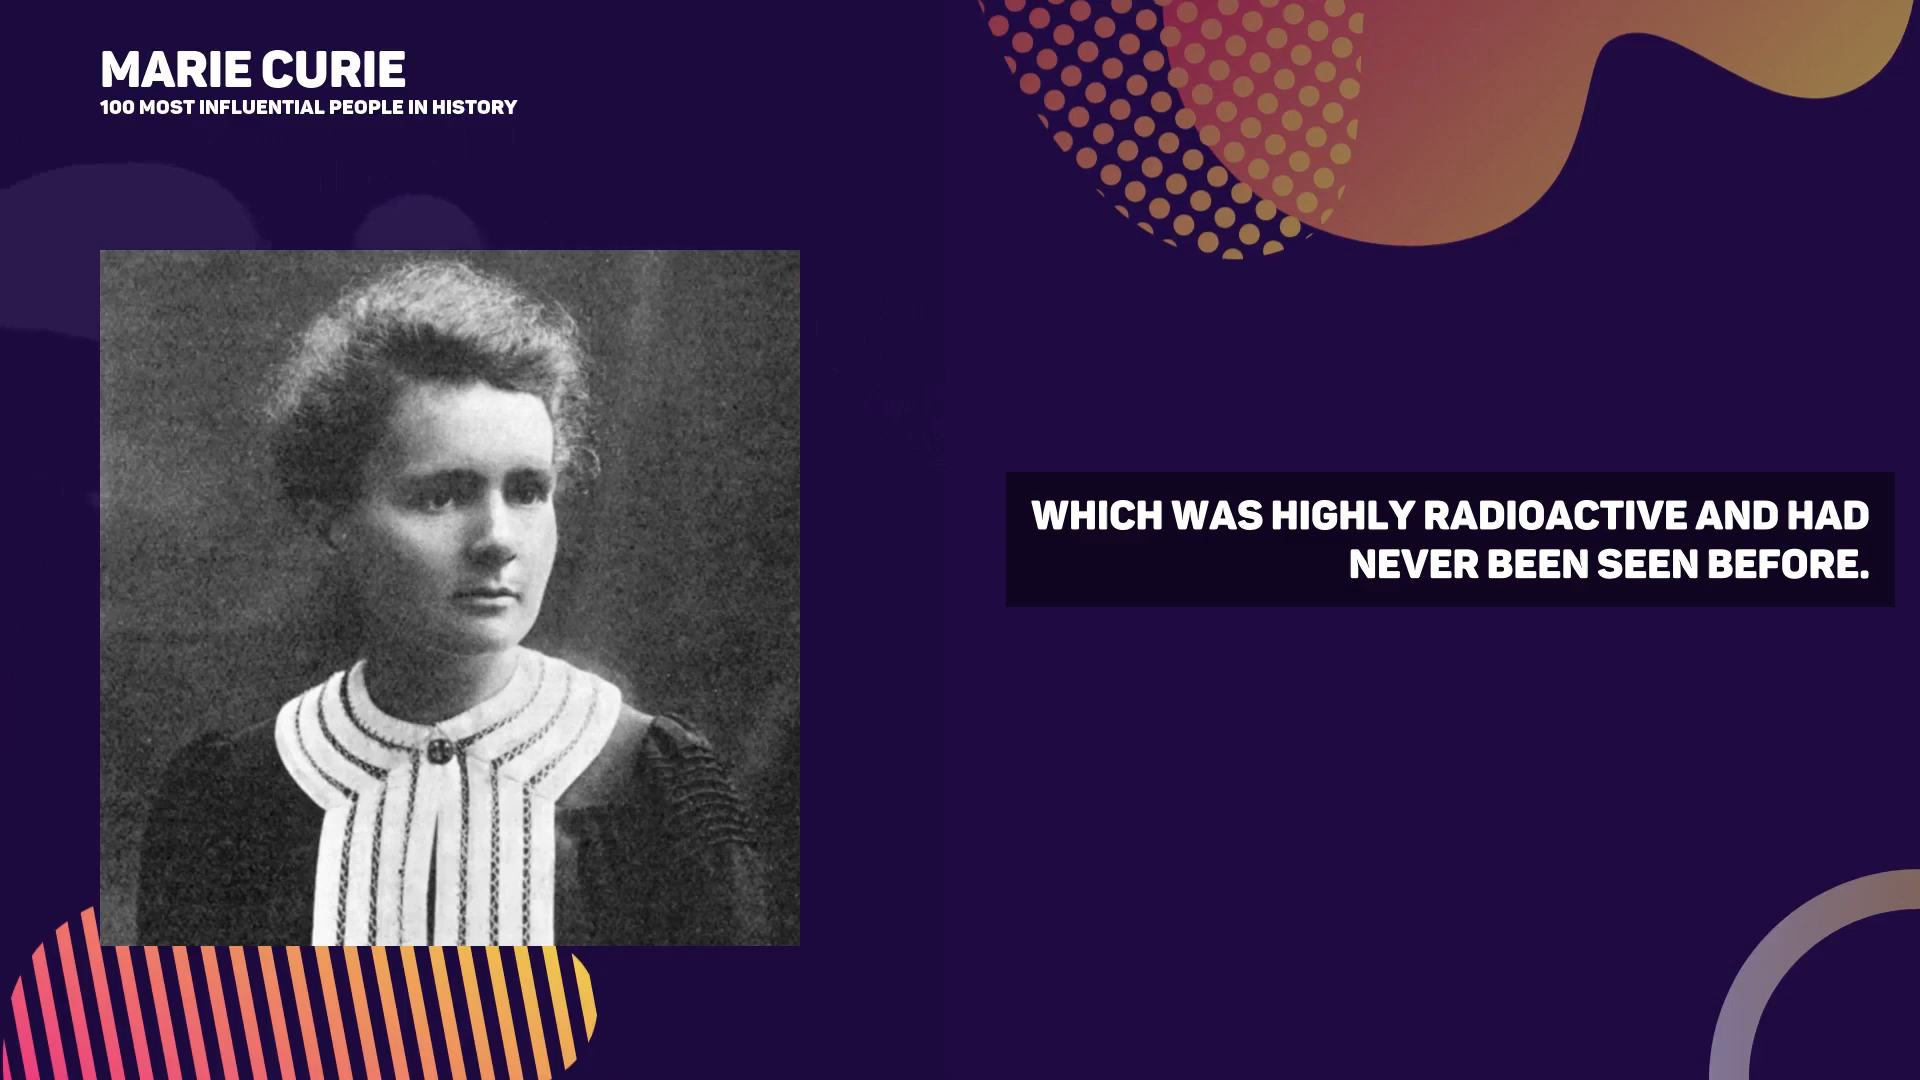 MARIE CURIE
100 MOST INFLUENTIAL PEOPLE IN HISTORY
WHICH WAS HIGHLY RADIOACTIVE AND HAD
NEVER BEEN SEEN BEFORE.